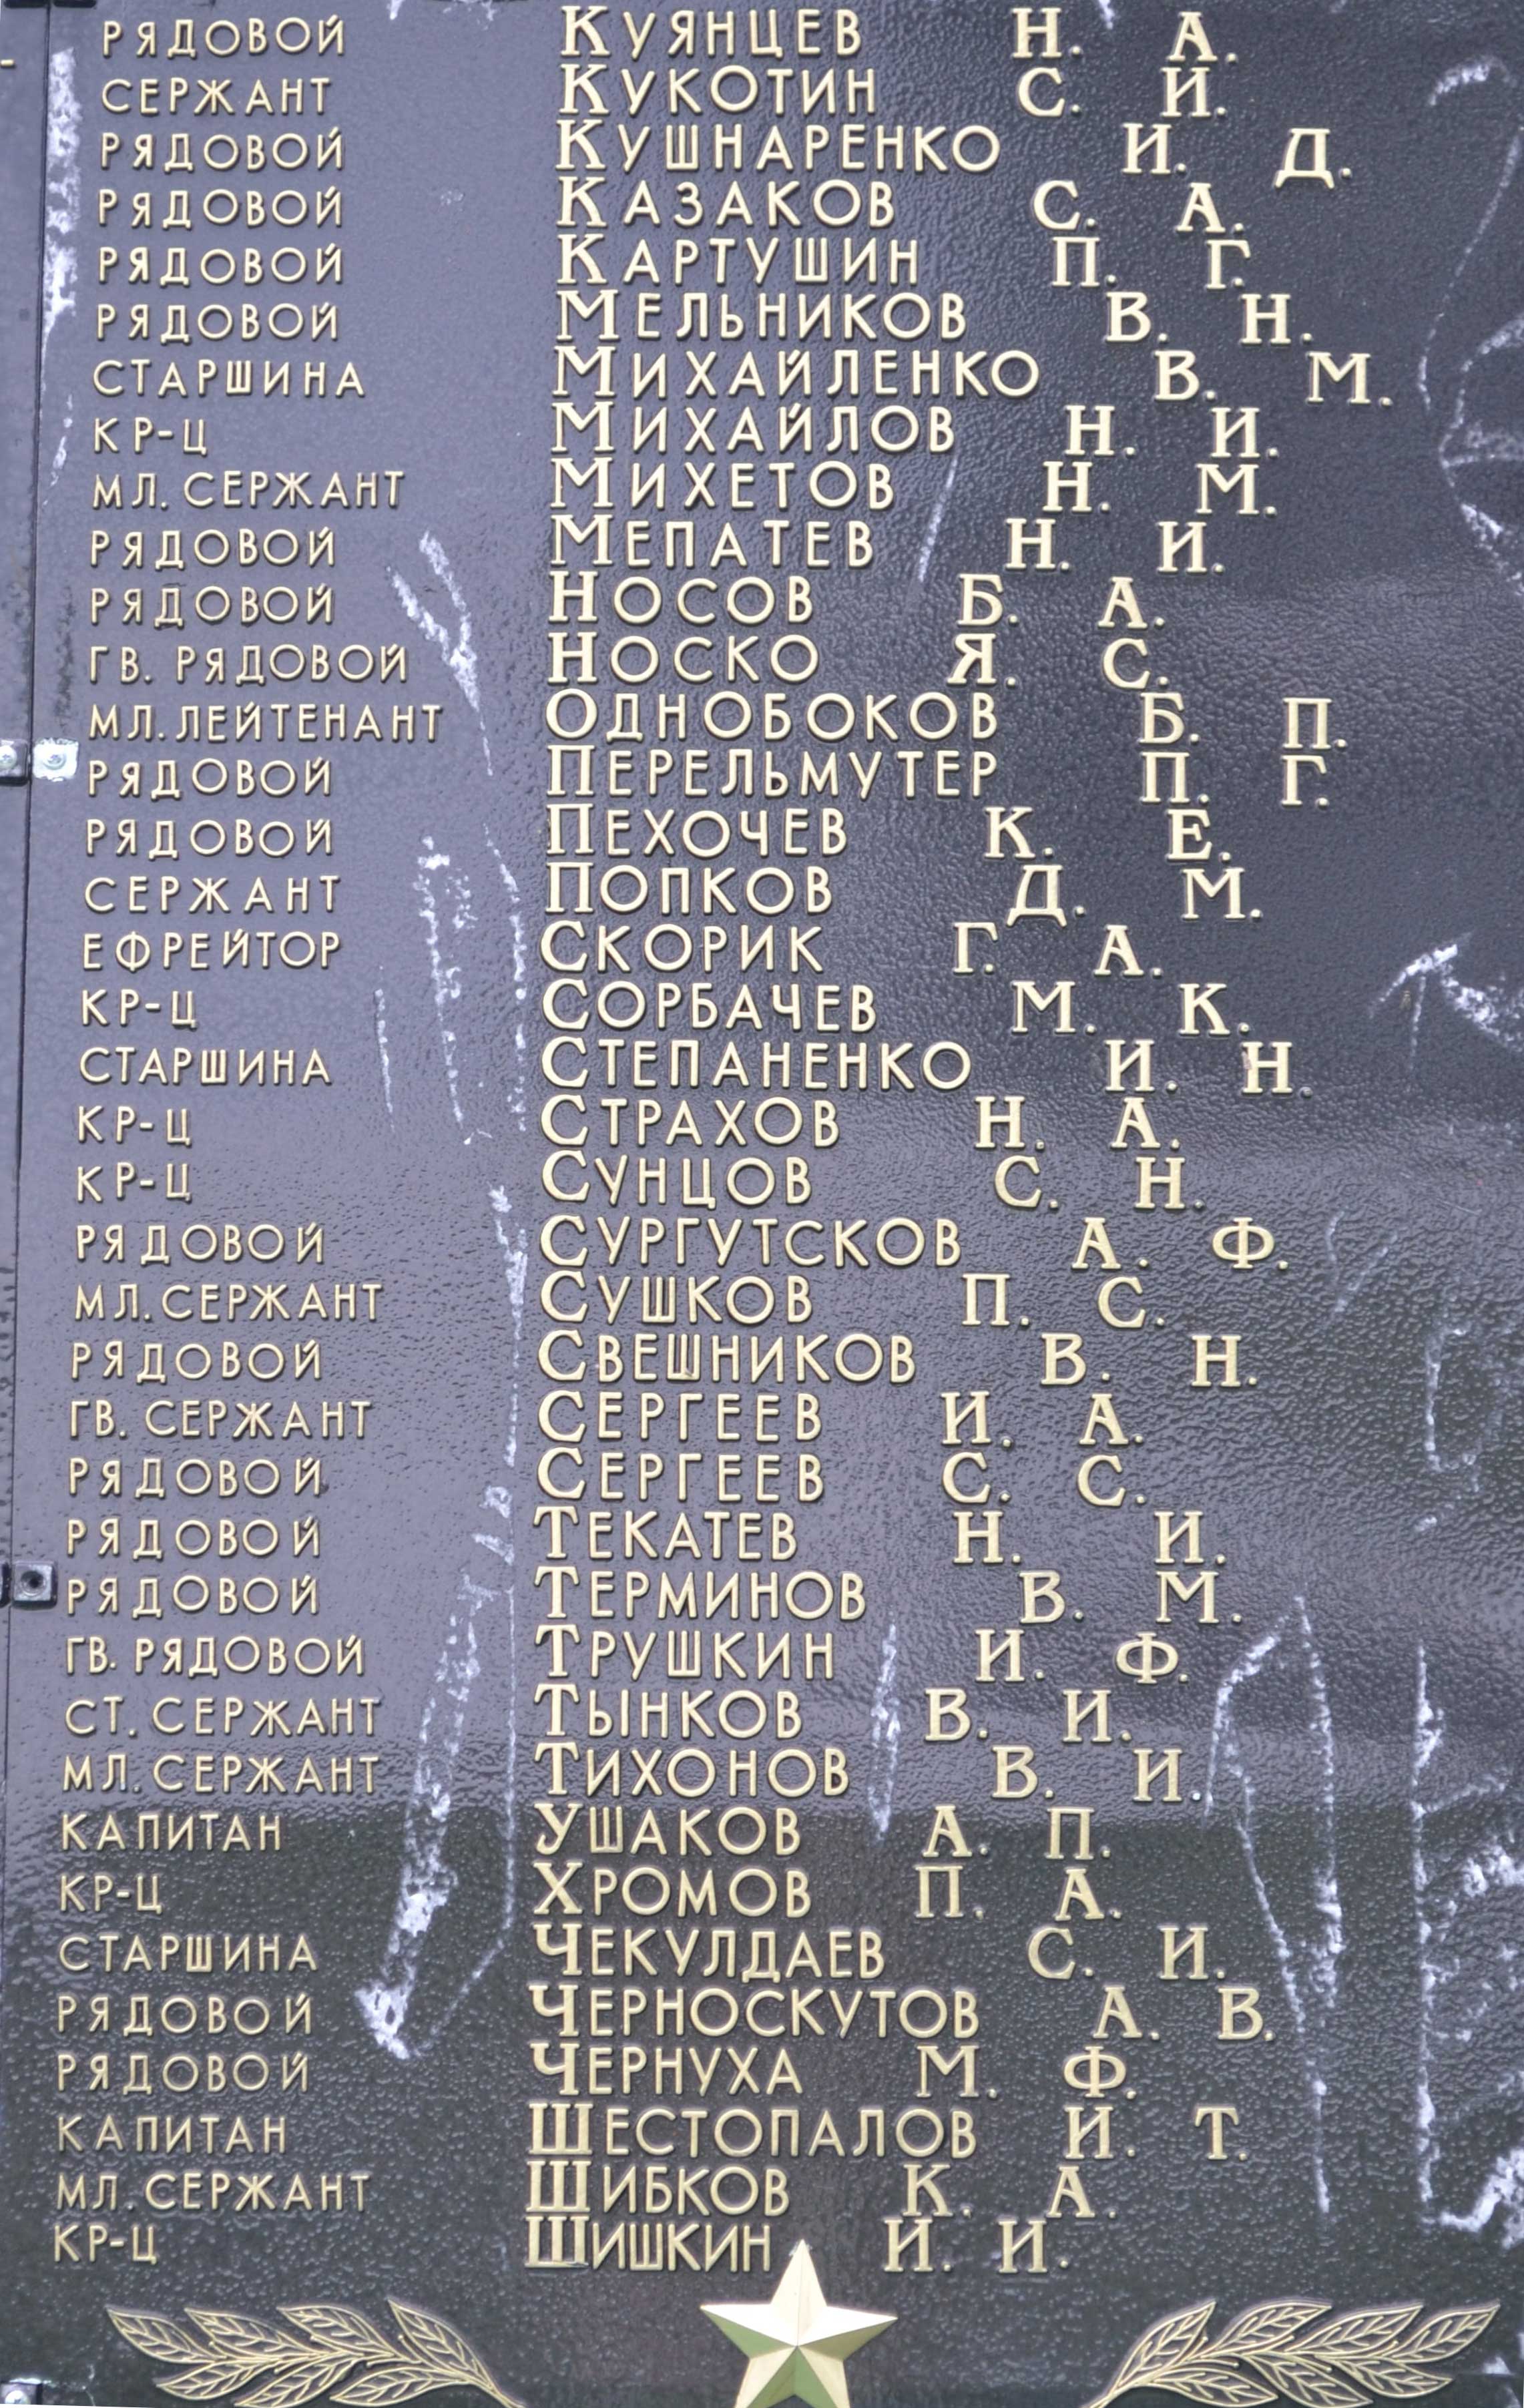 РЯДОВОЙ КУЯНЦЕВ Н. А.
СЕРЖАНТ КУКОТИН С. И.
РЯДОВОЙ КУШНАРЕНКО И. Д.
РЯДОВОЙ КАЗАКОВ С. А.
РЯДОВОЙ КАРТУШИН П. Г.
РЯДОВОЙ МЕЛЬНИКОВ В. Н.
СТАРШИНА МИХАЙЛЕНКО В. М.
КР-Ц МИХАЙЛОВ Н. И.
МЛ. СЕРЖАНТ МИХЕТОВ Н. М.
РЯДОВОЙ МЕПАТЕВ Н. И.
РЯДОВОЙ НОСОВ Б. А.
ГВ. РЯДОВОЙ НОСКО Я. С.
МЛ. ЛЕЙТЕНАНТ ОДНОБОКОВ Б. П.
РЯДОВОЙ ПЕРЕЛЬМУТЕР П. Г.
РЯДОВОЙ ПЕХОЧЕВ К. Е.
СЕРЖАНТ ПОПКОВ Д. М.
ЕФРЕЙТОР СКОРИК Г. А.
КР-Ц СОРБАЧЕВ М. К.
СТАРШИНА СТЕПАНЕНКО И. Н.
КР-Ц СТРАХОВ Н. А.
КР-Ц СУНЦОВ С. Н.
РЯДОВОЙ СУРГУТСКОВ А. Ф.
МЛ. СЕРЖАНТ СУШКОВ П. С.
РЯДОВОЙ СВЕШНИКОВ В. Н.
ГВ. СЕРЖАНТ СЕРГЕЕВ И. А.
РЯДОВОЙ СЕРГЕЕВ С. С.
РЯДОВОЙ ТЕКАТЕВ Н. И.
РЯДОВОЙ ТЕРМИНОВ В. М.
ГВ. РЯДОВОЙ ТРУШКИН И. Ф.
СТ. СЕРЖАНТ ТЫНКОВ В. И.
МЛ. СЕРЖАНТ ТИХОНОВ В. И.
КАПИТАН УШАКОВ А. П.
КР-Ц ХРОМОВ П. А.
СТАРШИНА ЧЕКУЛДАЕВ С. И.
РЯДОВОЙ ЧЕРНОСКУТОВ А. В.
РЯДОВОЙ ЧЕРНУХА М. Ф.
КАПИТАН ШЕСТОПАЛОВ И. Т.
МЛ. СЕРЖАНТ ШИБКОВ К. А.
КР-Ц ШИШКИН И. И.